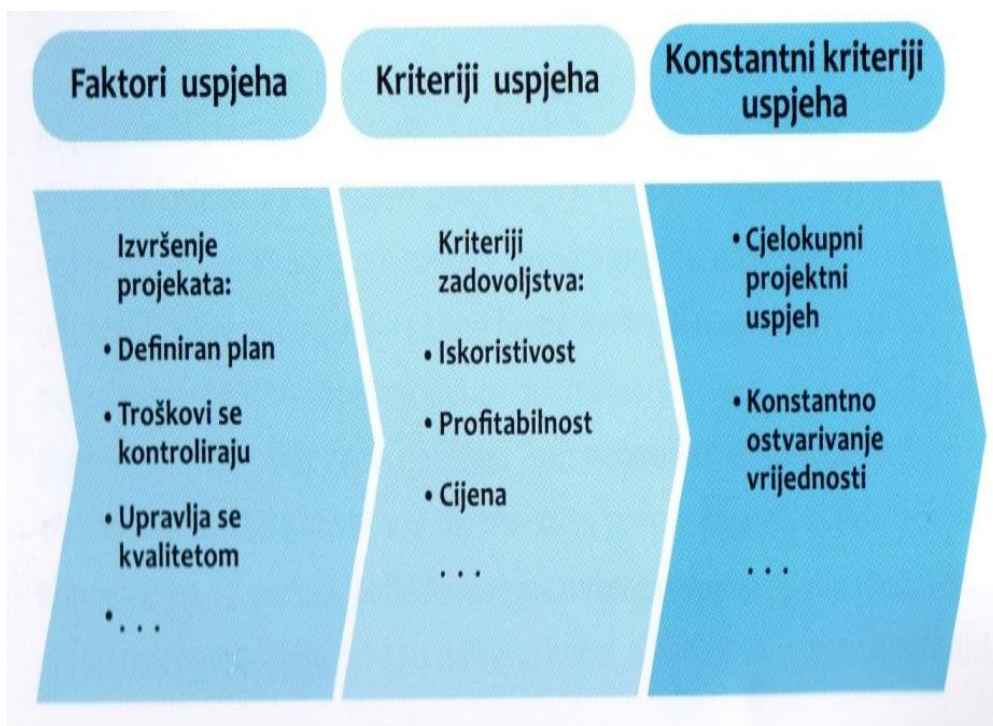 Faktori uspjeha
Kriteriji uspjeha
Konstantni kriteriji
uspjeha
Izvršenje
projekata:
• Definiran plan
• Troškovi se
kontroliraju
• Upravlja se
kvalitetom
• . . .
Kriteriji
zadovoljstva:
• Iskoristivost
• Profitabilnost
• Cijena
. . .
• Cjelokupni
projektni
uspjeh
• Konstantno
ostvarivanje
vrijednosti
. . .